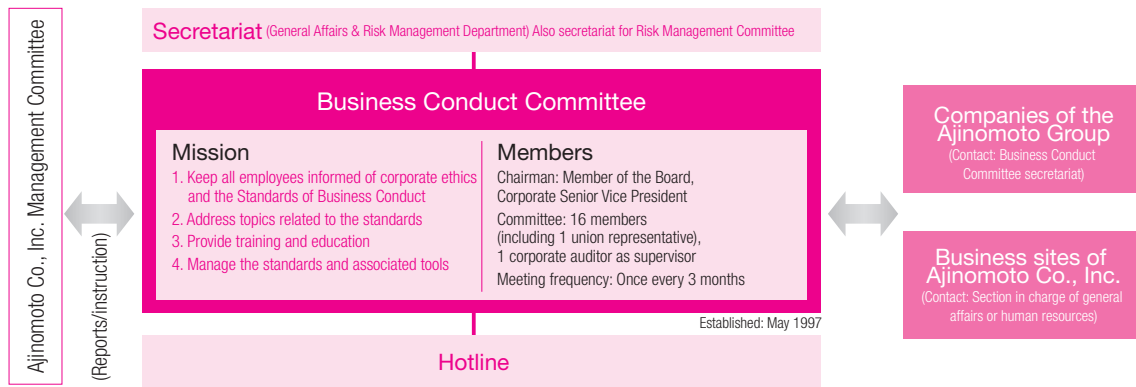 Ajinomoto Co., Inc. Management Committee
(Reports/instruction)
Secretariat (General Affairs & Risk Management Department) Also secretariat for Risk Management Committee
Business Conduct Committee
Mission
1. Keep all employees informed of corporate ethics
and the Standards of Business Conduct
2. Address topics related to the standards
3. Provide training and education
4. Manage the standards and associated tools
Members
Chairman: Member of the Board,
Corporate Senior Vice President
Committee: 16 members
(including 1 union representative),
1 corporate auditor as supervisor
Meeting frequency: Once every 3 months
Established: May 1997
Hotline
Companies of the
Ajinomoto Group
(Contact: Business Conduct
Committee secretariat)
Business sites of
Ajinomoto Co., Inc.
(Contact: Section in charge of general
affairs or human resources)